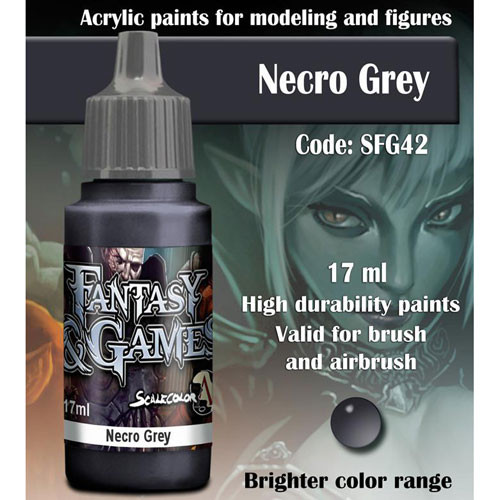 Acrylic paints for modeling and figures
Necro Grey
Code: SFG42
17 ml
High durability paints
Valid for brush
and airbrush
FANTASY
& GAMES
SCALECOLOR
17ml
Necro Grey
Brighter color range